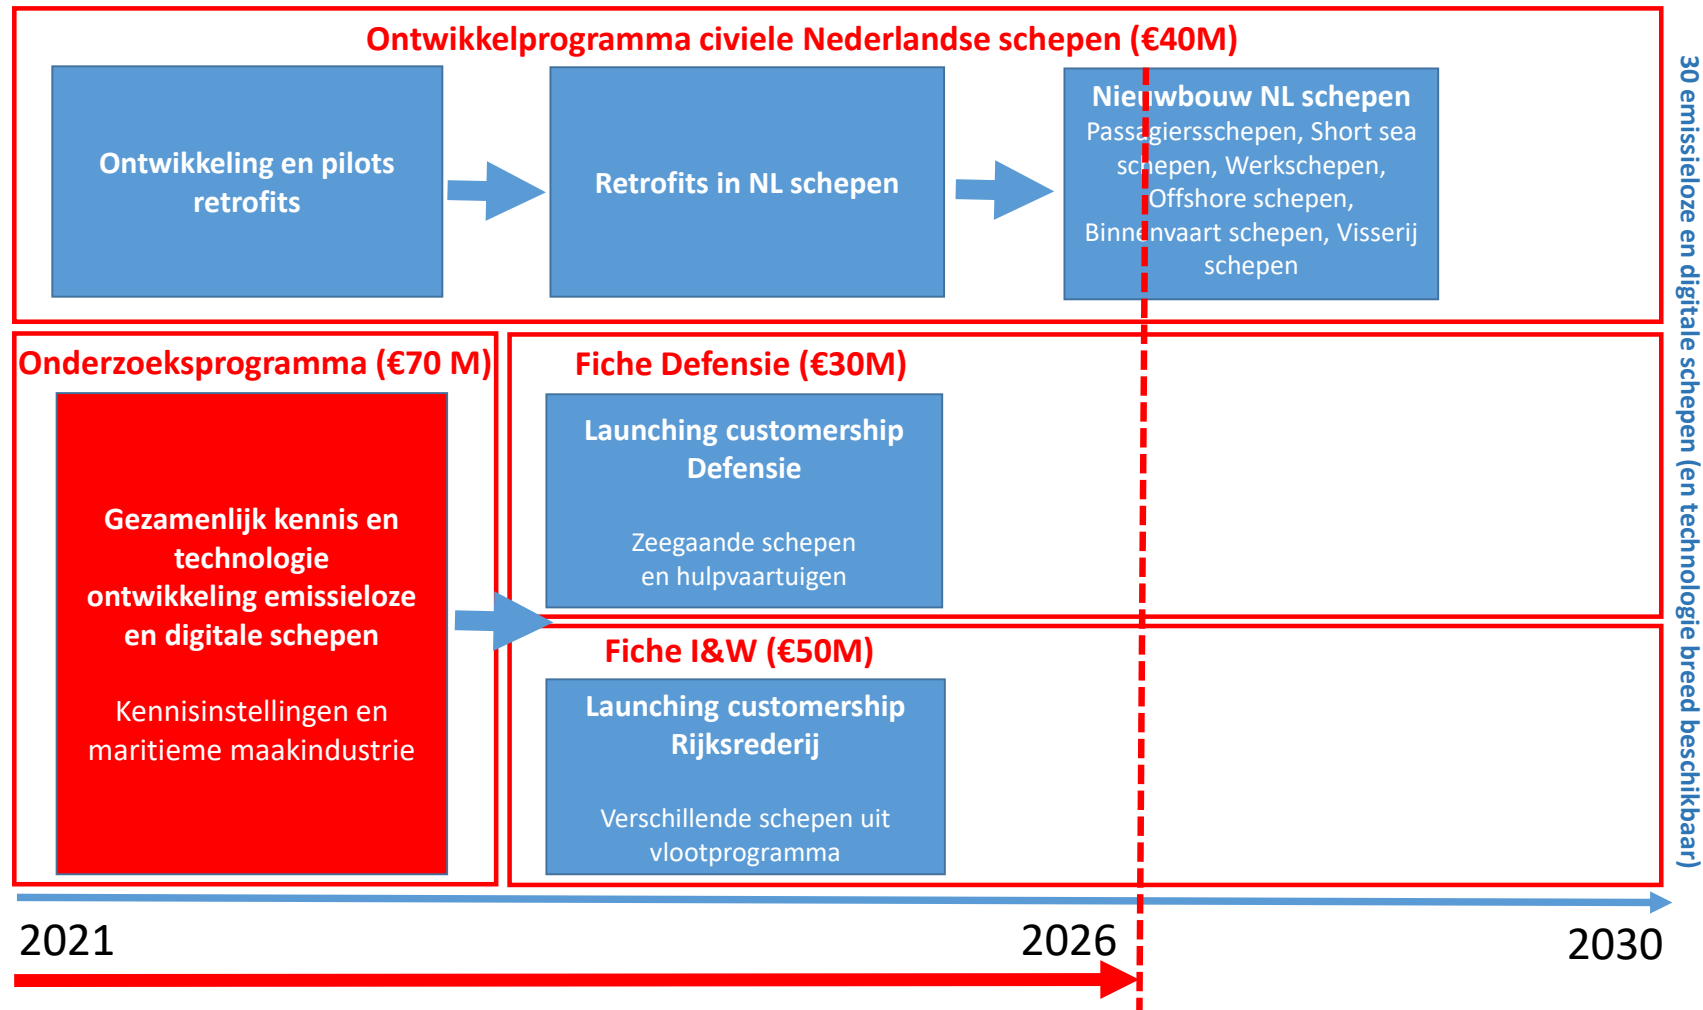 Ontwikkelprogramma civiele Nederlandse schepen (€40M)
Ontwikkeling en pilots
retrofits
Retrofits in NL schepen
Nieuwbouw NL schepen
Passagiersschepen, Short sea
schepen, Werkschepen,
Offshore schepen,
Binnenvaart schepen, Visserij
schepen
Onderzoeksprogramma (€70 M)
Gezamenlijk kennis en
technologie
ontwikkeling emissieloze
en digitale schepen
Kennisinstellingen en
maritieme maakindustrie
Fiche Defensie (€30M)
Launching customership
Defensie
Zeegaande schepen
en hulpvaartuigen
Fiche I&W (€50M)
Launching customership
Rijksrederij
Verschillende schepen uit
vlootprogramma
30 emissieloze en digitale schepen (en technologie breed beschikbaar)
2021
2026
2030